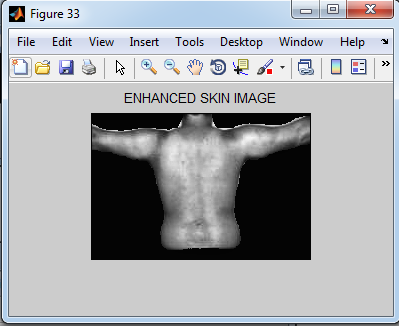 Figure 33
File Edit View Insert Tools Desktop Window Help
ENHANCED SKIN IMAGE